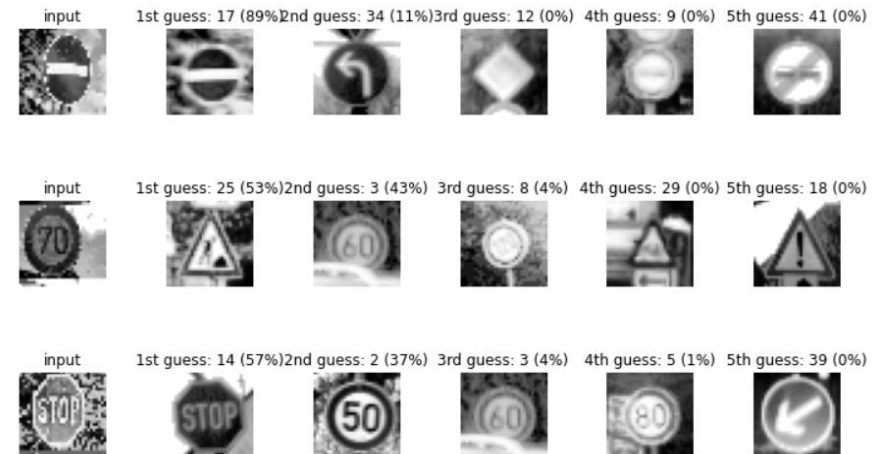 input 1st guess: 17 (89%) 2nd guess: 34 (11%) 3rd guess: 12 (0%) 4th guess: 9 (0%) 5th guess: 41 (0%)
input 1st guess: 25 (53%) 2nd guess: 3 (43%) 3rd guess: 8 (4%) 4th guess: 29 (0%) 5th guess: 18 (0%)
70 60
input 1st guess: 14 (57%) 2nd guess: 2 (37%) 3rd guess: 3 (4%) 4th guess: 5 (1%) 5th guess: 39 (0%)
STOP STOP 50 60 80